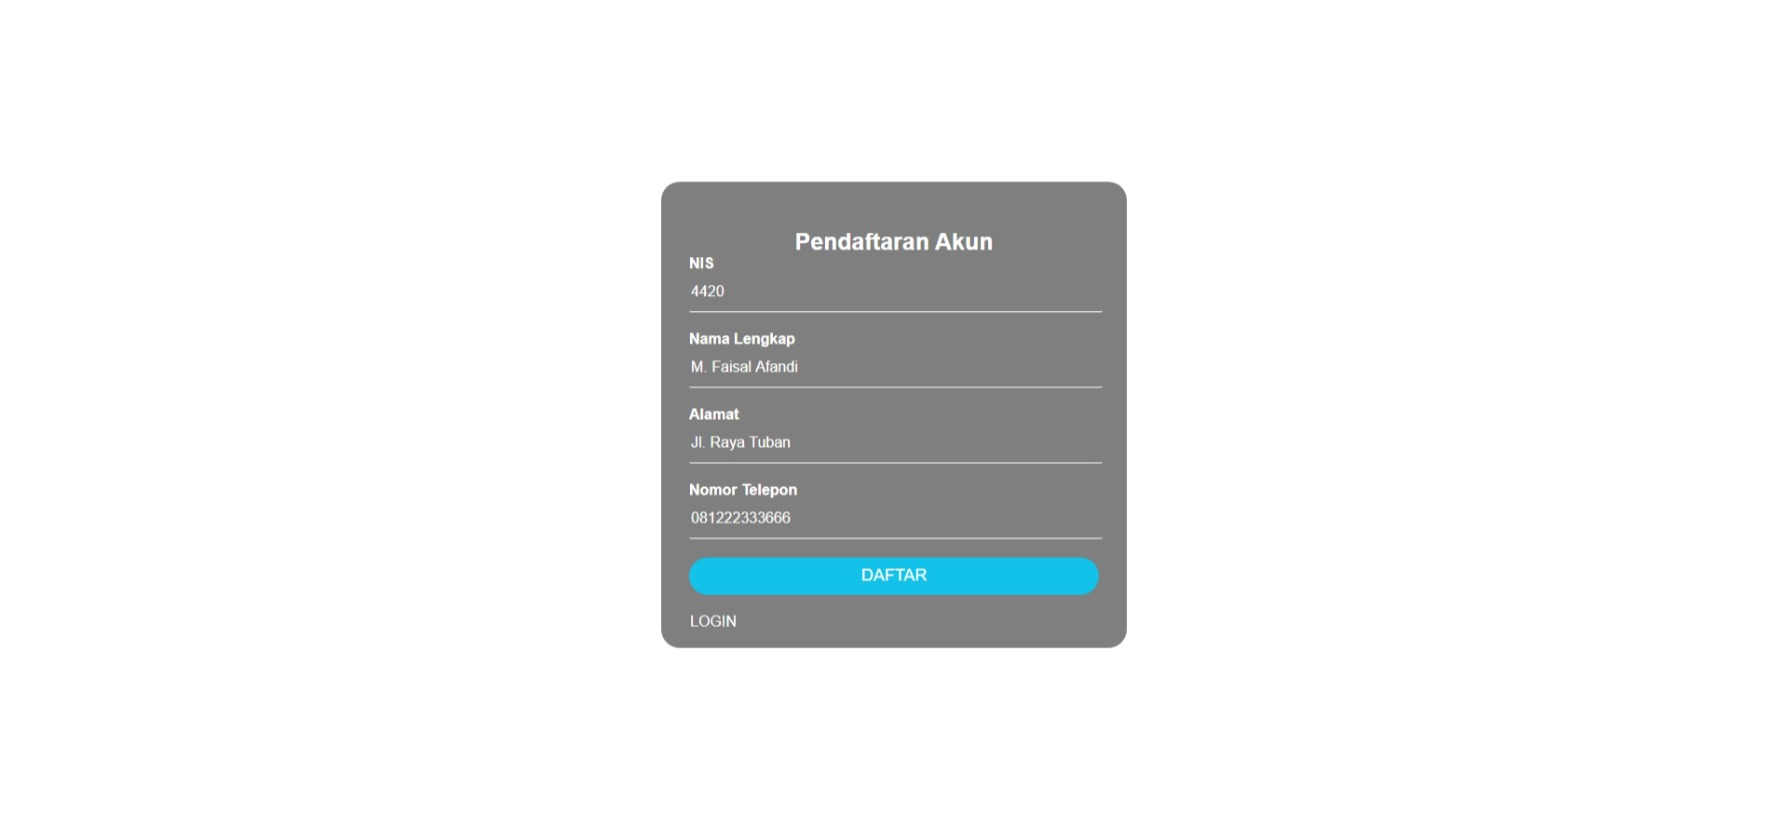 Pendaftaran Akun
NIS
4420
Nama Lengkap
M. Faisal Afandi
Alamat
Jl. Raya Tuban
Nomor Telepon
081222333666
DAFTAR
LOGIN